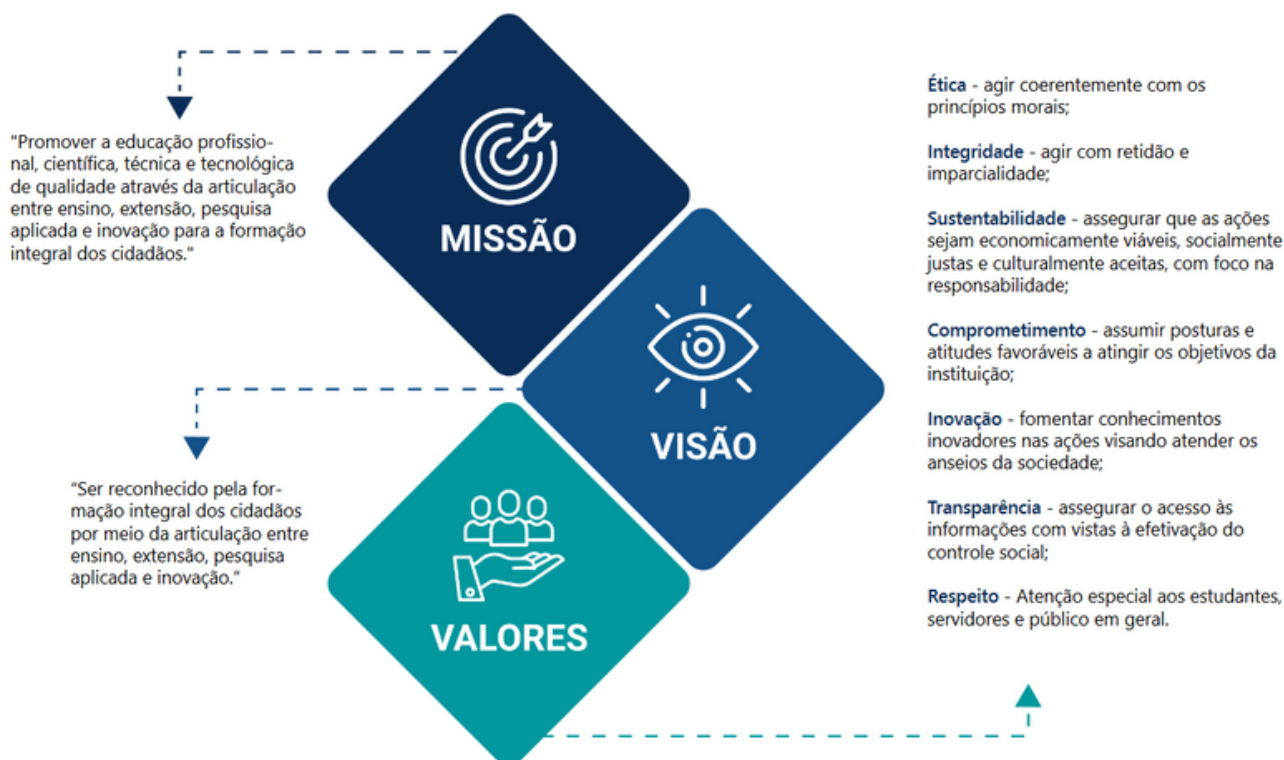 MISSÃO
"Promover a educação profissio-
nal, científica, técnica e tecnológica
de qualidade através da articulação
entre ensino, extensão, pesquisa
aplicada e inovação para a formação
integral dos cidadãos."
VISÃO
“Ser reconhecido pela for-
mação integral dos cidadãos
por meio da articulação entre
ensino, extensão, pesquisa
aplicada e inovação.”
VALORES
Ética - agir coerentemente com os
princípios morais;
Integridade - agir com retidão e
imparcialidade;
Sustentabilidade - assegurar que as ações
sejam economicamente viáveis, socialmente
justas e culturalmente aceitas, com foco na
responsabilidade;
Comprometimento - assumir posturas e
atitudes favoráveis a atingir os objetivos da
instituição;
Inovação - fomentar conhecimentos
inovadores nas ações visando atender os
anseios da sociedade;
Transparência - assegurar o acesso às
informações com vistas à efetivação do
controle social;
Respeito - Atenção especial aos estudantes,
servidores e público em geral.